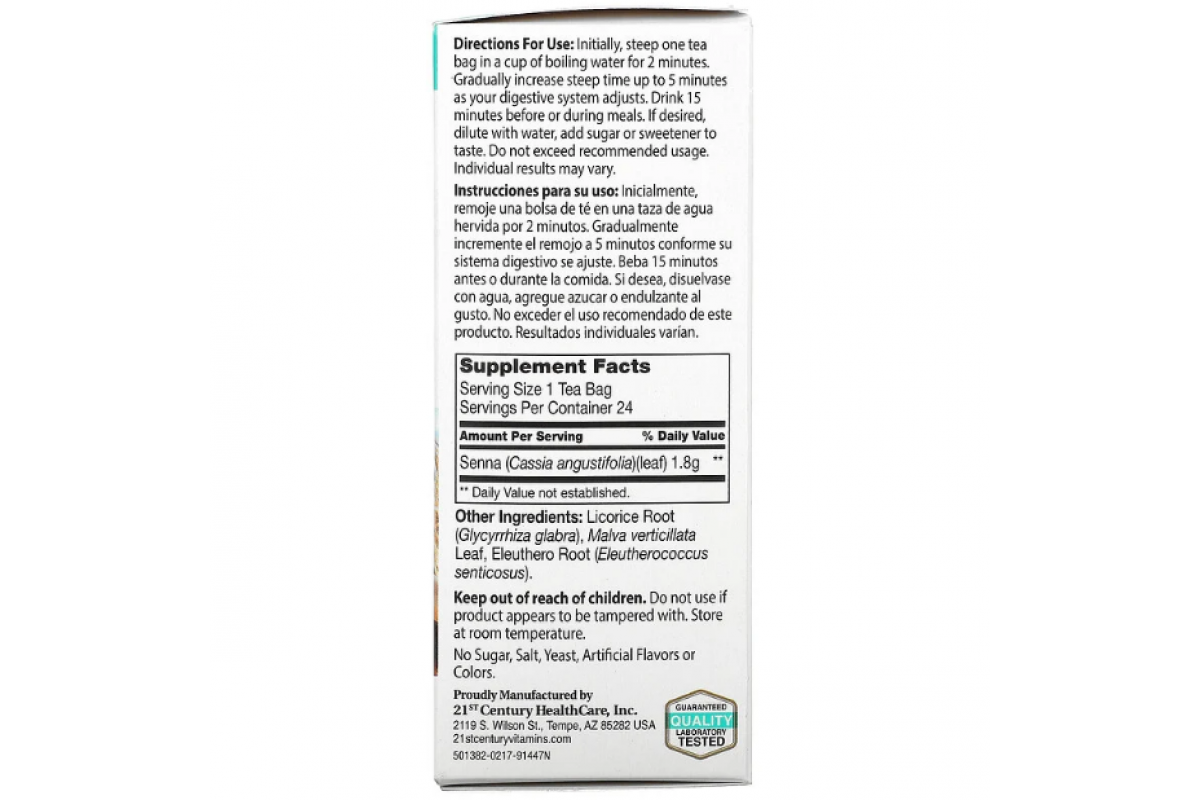 Directions For Use: Initially, steep one tea
bag in a cup of boiling water for 2 minutes.
Gradually increase steep time up to 5 minutes
as your digestive system adjusts. Drink 15
minutes before or during meals. If desired,
dilute with water, add sugar or sweetener to
taste. Do not exceed recommended usage.
Individual results may vary.
Instrucciones para su uso: Inicialmente,
remoje una bolsa de té en una taza de agua
hervida por 2 minutos. Gradualmente
incremente el remojo a 5 minutos conforme su
sistema digestivo se ajuste. Beba 15 minutos
antes o durante la comida. Si desea, disuelvase
con agua, agregue azucar o endulzante al
gusto. No exceder el uso recomendado de este
producto. Resultados individuales varían.
Supplement Facts
Serving Size 1 Tea Bag
Servings Per Container 24
Amount Per Serving % Daily Value
Senna (Cassia angustifolia)(leaf) 1.8g **
** Daily Value not established.
Other Ingredients: Licorice Root
(Glycyrrhiza glabra), Malva verticillata
Leaf, Eleuthero Root (Eleutherococcus
senticosus).
Keep out of reach of children. Do not use if
product appears to be tampered with. Store
at room temperature.
No Sugar, Salt, Yeast, Artificial Flavors or
Colors.
Proudly Manufactured by
21ST Century HealthCare, Inc.
2119 S. Wilson St., Tempe, AZ 85282 USA
21stcenturyvitamins.com
501382-0217-91447N
GUARANTEED
QUALITY
LABORATORY
TESTED